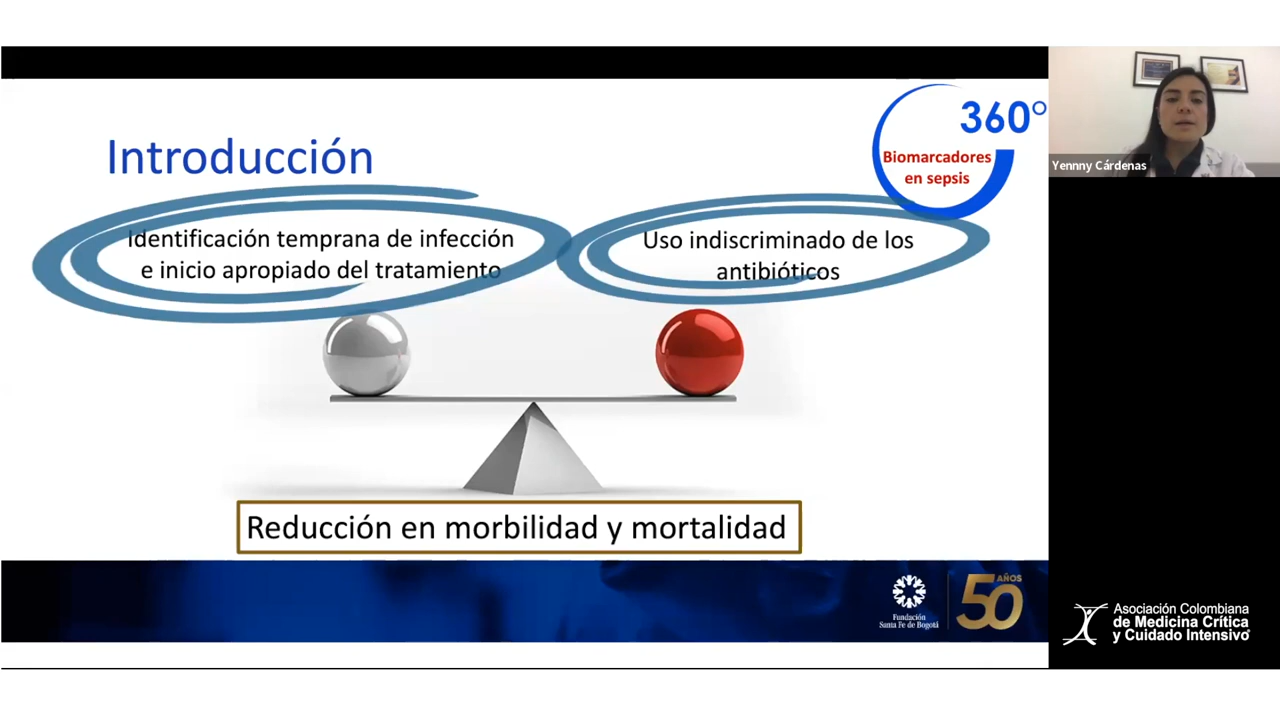 360°
Biomarcadores
en sepsis
Introducción
Identificación temprana de infección
e inicio apropiado del tratamiento
Uso indiscriminado de los
antibióticos
Reducción en morbilidad y mortalidad
Fundación
Santa Fe de Bogotá
50 AÑOS
Yennny Cárdenas
Asociación Colombiana
de Medicina Crítica
y Cuidado Intensivo